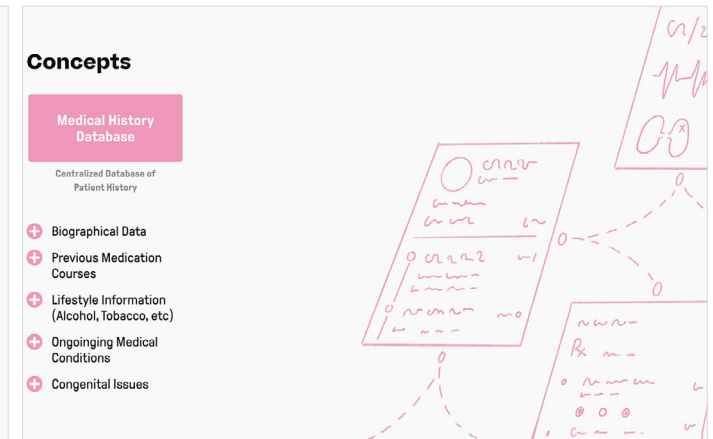 Concepts
Medical History
Database
Centralized Database of
Patient History
Biographical Data
Previous Medication
Courses
Lifestyle Information
(Alcohol, Tobacco, etc)
Ongoinging Medical
Conditions
Congenital Issues
Rx